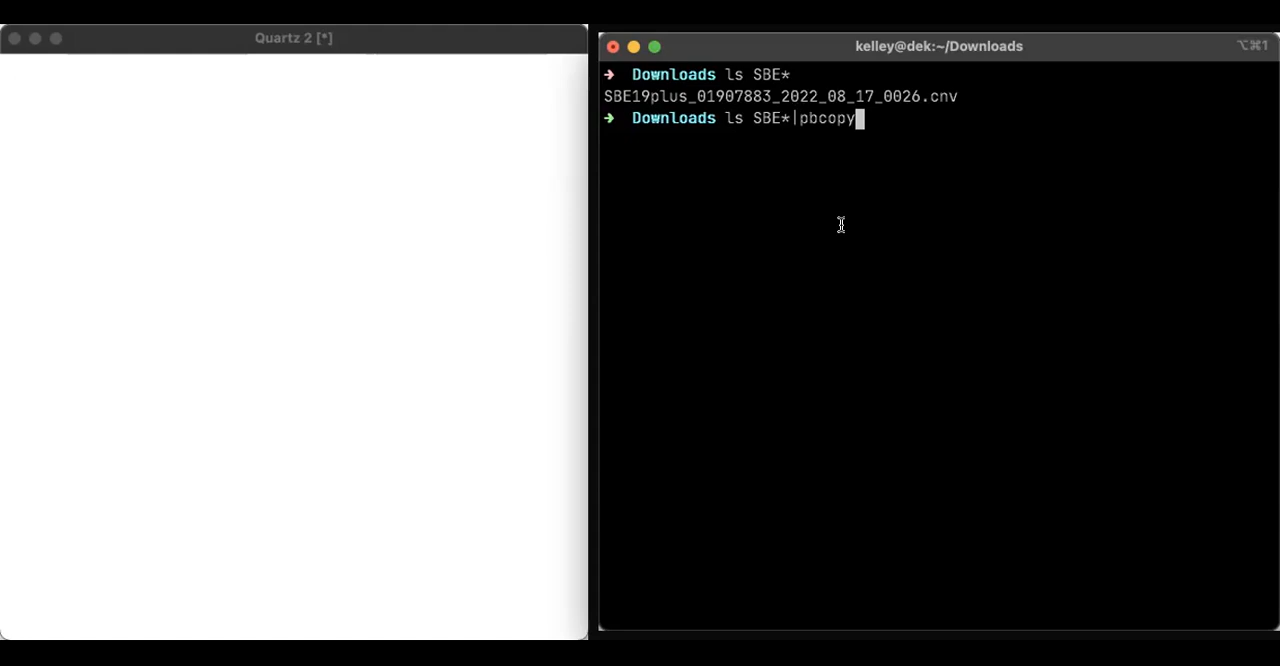 Quartz 2 [*]
kelley@dek:~/Downloads
⌥⌘1
➜ Downloads ls SBE*
SBE19plus_01907883_2022_08_17_0026.cnv
➜ Downloads ls SBE*|pbcopy